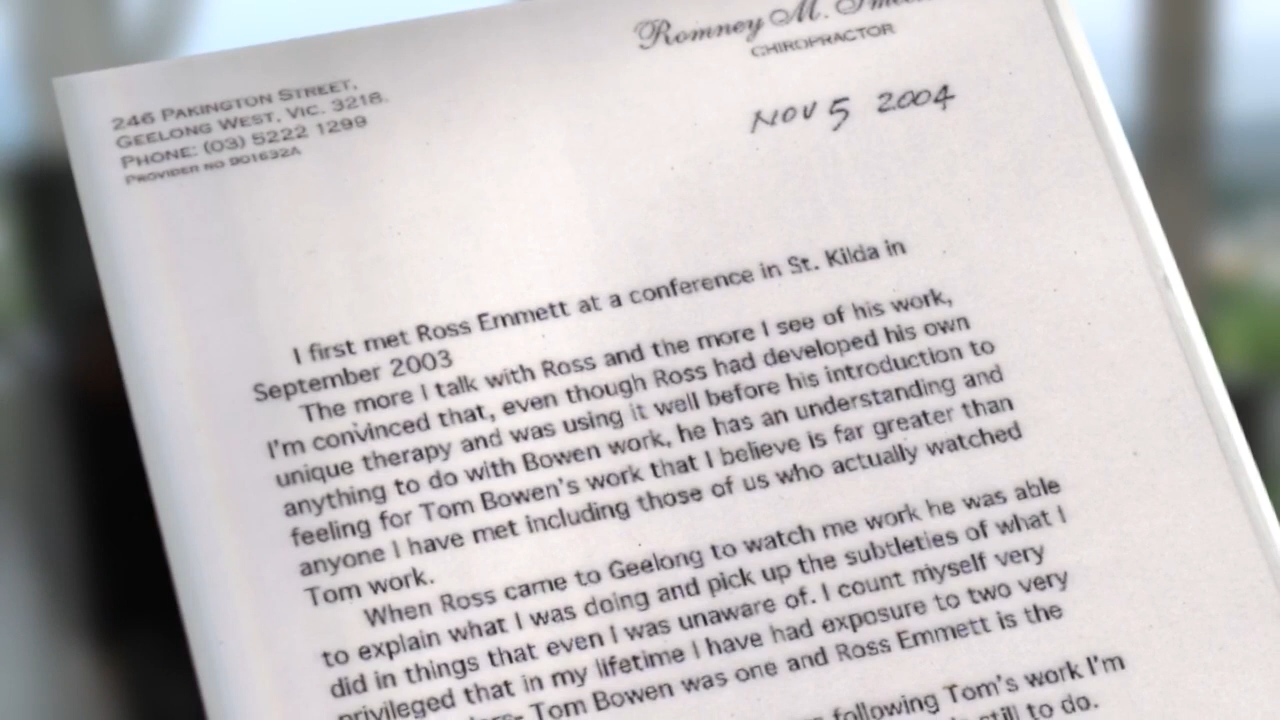 Romney M.
CHIROPRACTOR
246 PAKINGTON STREET,
GEELONG WEST, VIC. 3218.
PHONE: (03) 5222 1299
PROVIDER NO 901632A
NOV 5 2004
I first met Ross Emmett at a conference in St. Kilda in
September 2003
The more I talk with Ross and the more I see of his work,
I'm convinced that, even though Ross had developed his own
unique therapy and was using it well before his introduction to
anything to do with Bowen work, he has an understanding and
feeling for Tom Bowen's work that I believe is far greater than
anyone I have met including those of us who actually watched
Tom work.
When Ross came to Geelong to watch me work he was able
to explain what I was doing and pick up the subtleties of what I
did in things that even I was unaware of. I count myself very
privileged that in my lifetime I have had exposure to two very
Tom Bowen was one and Ross Emmett is the
following Tom's work I'm
still to do.